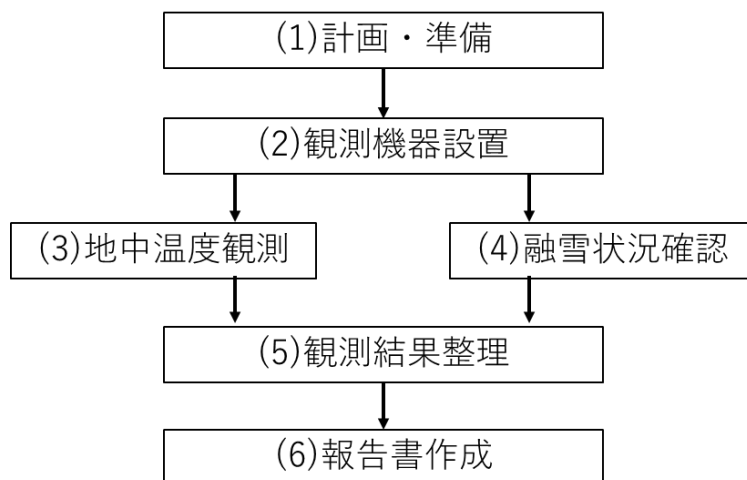 (1)計画・準備
(2)観測機器設置
(3)地中温度観測
(4)融雪状況確認
(5)観測結果整理
(6)報告書作成